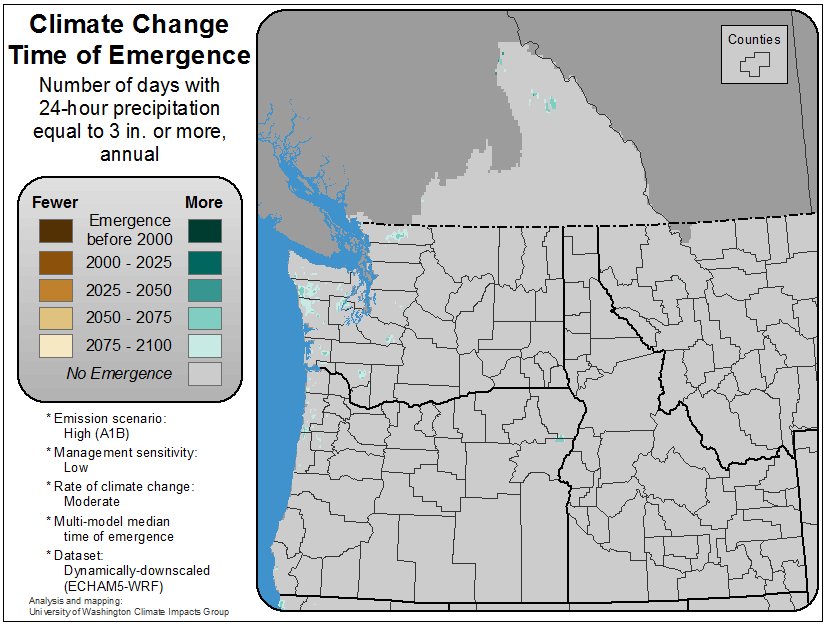 Climate Change
Time of Emergence
Number of days with
24-hour precipitation
equal to 3 in. or more,
annual
Fewer
More
Emergence
before 2000
2000 - 2025
2025 - 2050
2050 - 2075
2075 - 2100
No Emergence
* Emission scenario:
High (A1B)
* Management sensitivity:
Low
* Rate of climate change:
Moderate
* Multi-model median
time of emergence
* Dataset:
Dynamically-downscaled
(ECHAM5-WRF)
Analysis and mapping:
University of Washington Climate Impacts Group
Counties